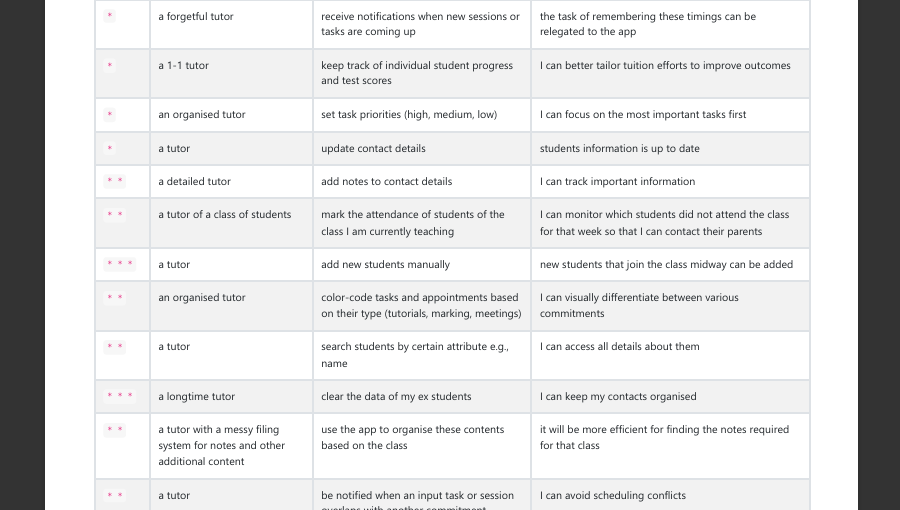 * a forgetful tutor receive notifications when new sessions or the task of remembering these timings can be
tasks are coming up relegated to the app
* a 1-1 tutor keep track of individual student progress I can better tailor tuition efforts to improve outcomes
and test scores
* an organised tutor set task priorities (high, medium, low) I can focus on the most important tasks first
* a tutor update contact details students information is up to date
* * a detailed tutor add notes to contact details I can track important information
* * a tutor of a class of students mark the attendance of students of the I can monitor which students did not attend the class
class I am currently teaching for that week so that I can contact their parents
* * * a tutor add new students manually new students that join the class midway can be added
* * an organised tutor color-code tasks and appointments based I can visually differentiate between various
on their type (tutorials, marking, meetings) commitments
* * a tutor search students by certain attribute e.g., I can access all details about them
name
* * * a longtime tutor clear the data of my ex students I can keep my contacts organised
* * a tutor with a messy filing use the app to organise these contents it will be more efficient for finding the notes required
system for notes and other based on the class for that class
additional content
* * a tutor be notified when an input task or session I can avoid scheduling conflicts
overlaps with another commitment